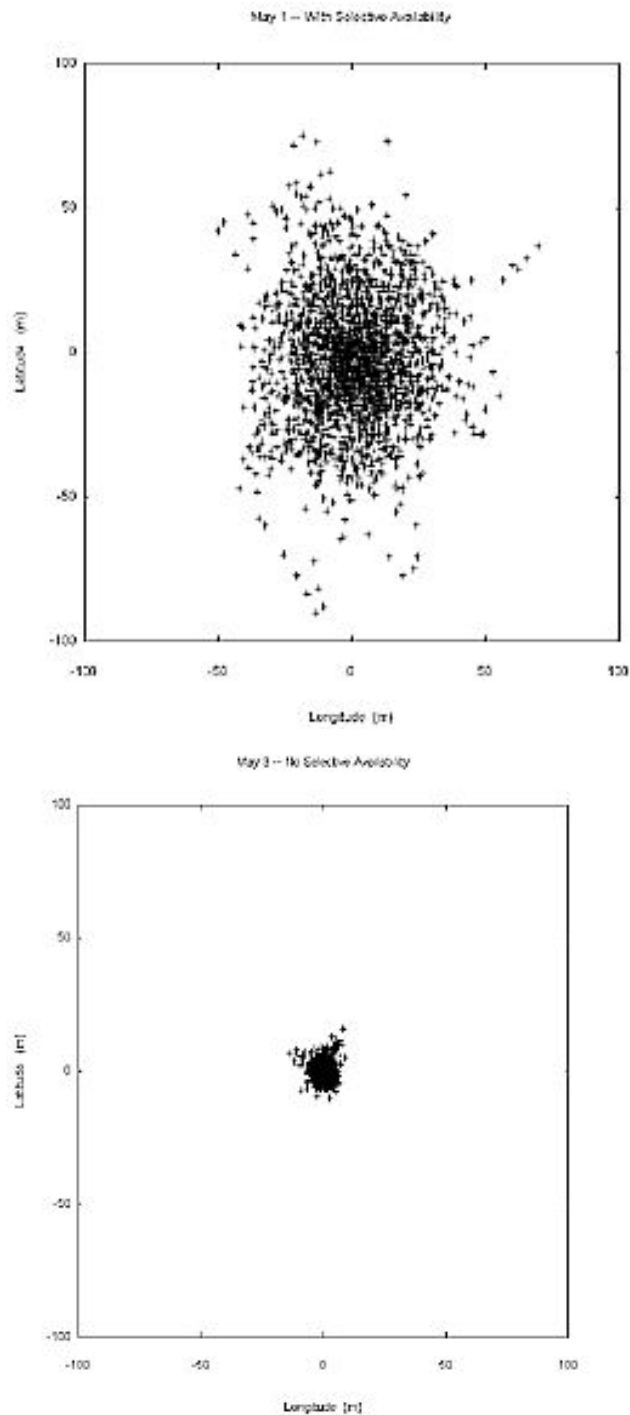 May 1 -- With Selective Availability
100
50
0
-50
-100
Latitude (m)
-100 -50 0 50 100
Longitude (m)
May 3 -- No Selective Availability
100
50
0
-50
-100
Latitude (m)
-100 -50 0 50 100
Longitude (m)